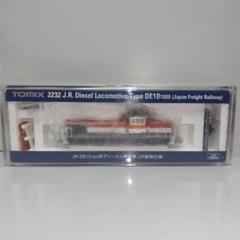 TOMIX 2232 J.R. Diesel Locomotive Type DE10 1000 (Japan Freight Railway)
JR DE10 1000形ディーゼル機関車(JR貨物仕様)